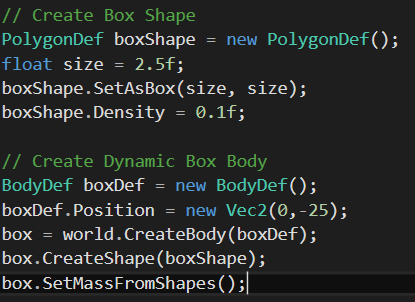 // Create Box Shape
PolygonDef boxShape = new PolygonDef();
float size = 2.5f;
boxShape.SetAsBox(size, size);
boxShape.Density = 0.1f;
// Create Dynamic Box Body
BodyDef boxDef = new BodyDef();
boxDef.Position = new Vec2(0,-25);
box = world.CreateBody(boxDef);
box.CreateShape(boxShape);
box.SetMassFromShapes();